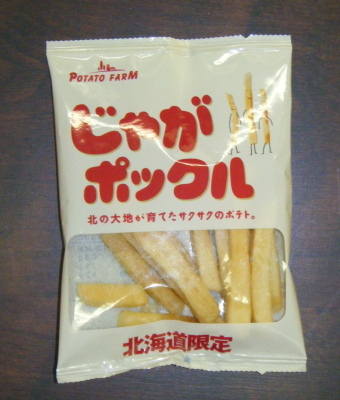 POTATO FARM
じゃが
ポックル
北の大地が育てたサクサクのポテト。
北海道限定